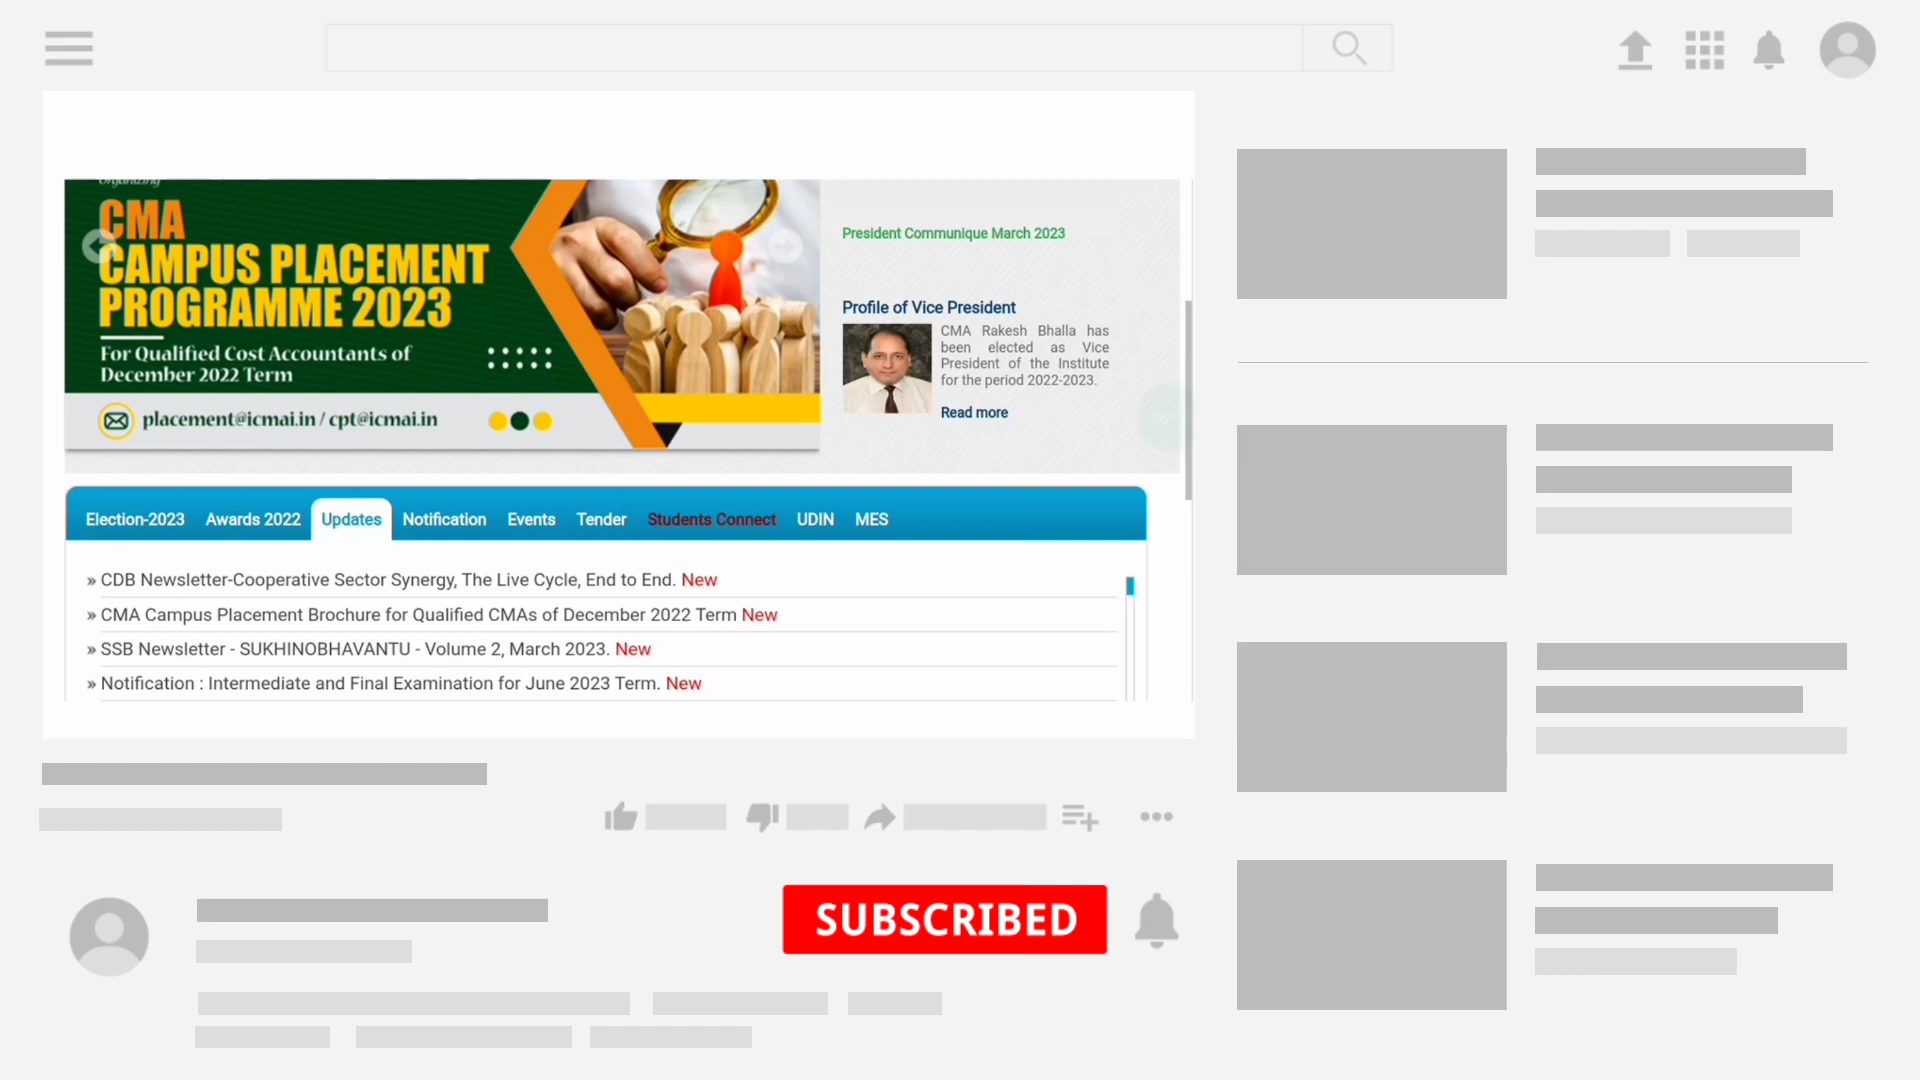 Organizing
CMA
CAMPUS PLACEMENT
PROGRAMME 2023
For Qualified Cost Accountants of
December 2022 Term
placement@icmai.in / cpt@icmai.in
President Communique March 2023
Profile of Vice President
CMA Rakesh Bhalla has
been elected as Vice
President of the Institute
for the period 2022-2023.
Read more
Election-2023 Awards 2022 Updates Notification Events Tender Students Connect UDIN MES
» CDB Newsletter-Cooperative Sector Synergy, The Live Cycle, End to End. New
» CMA Campus Placement Brochure for Qualified CMAs of December 2022 Term New
» SSB Newsletter - SUKHINOBHAVANTU - Volume 2, March 2023. New
» Notification : Intermediate and Final Examination for June 2023 Term. New
SUBSCRIBED